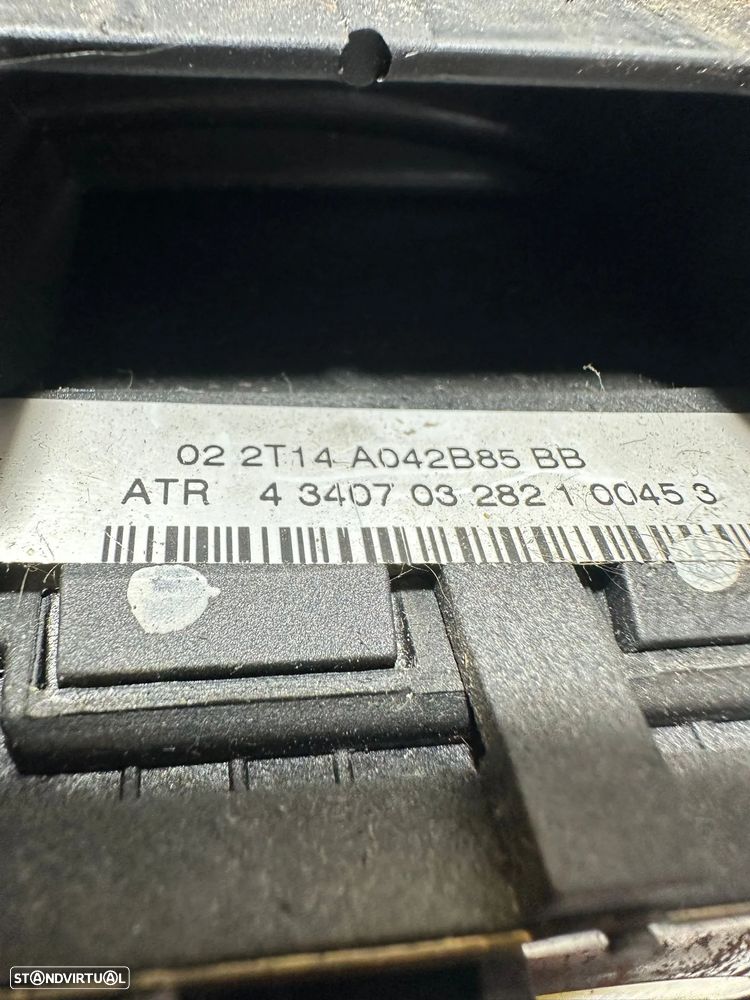 02 2T14 A042B85 BB
ATR 4 3407 03 282 1 0045 3
STANDVIRTUAL